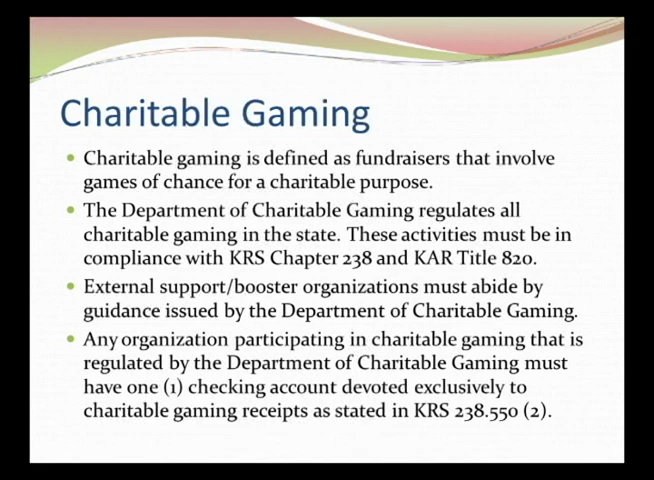 Charitable Gaming
• Charitable gaming is defined as fundraisers that involve
games of chance for a charitable purpose.
• The Department of Charitable Gaming regulates all
charitable gaming in the state. These activities must be in
compliance with KRS Chapter 238 and KAR Title 820.
• External support/booster organizations must abide by
guidance issued by the Department of Charitable Gaming.
• Any organization participating in charitable gaming that is
regulated by the Department of Charitable Gaming must
have one (1) checking account devoted exclusively to
charitable gaming receipts as stated in KRS 238.550 (2).